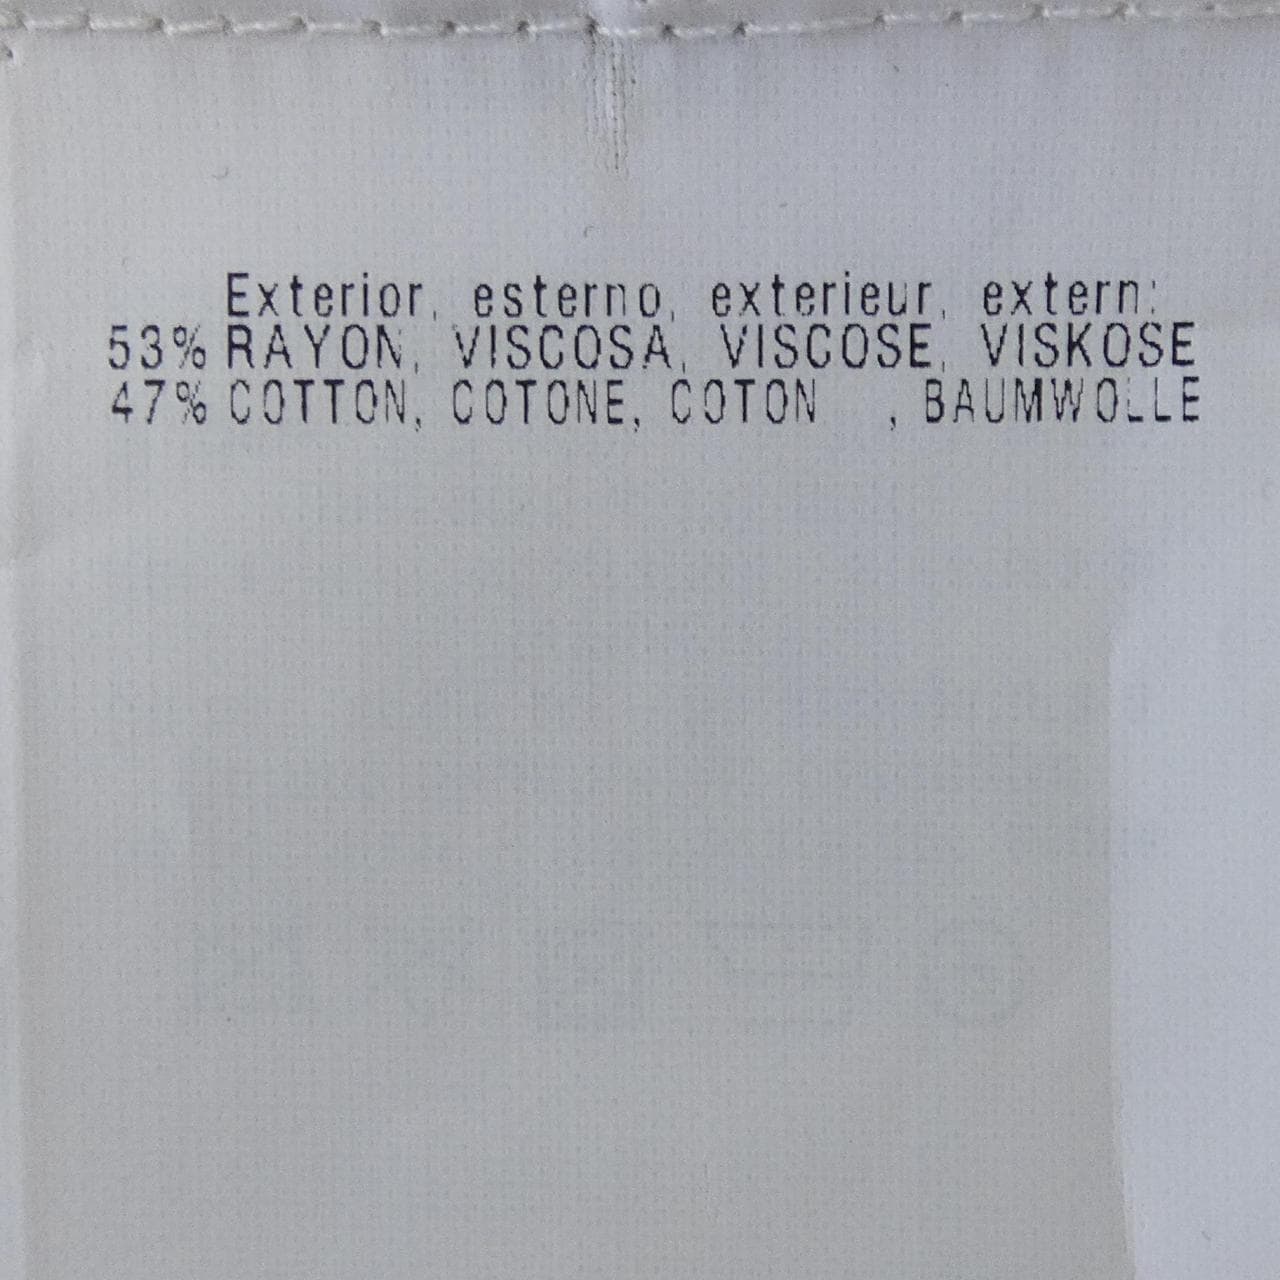 Exterior, esterno, exterieur, extern:
53% RAYON, VISCOSA, VISCOSE, VISKOSE
47% COTTON, COTONE, COTON , BAUMWOLLE